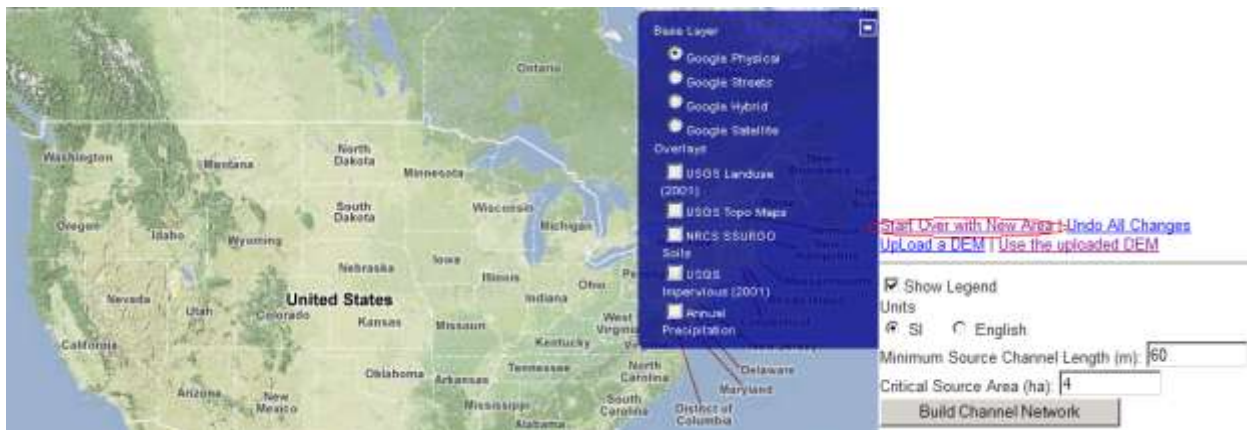 Ontario
Washington
Montana
North Dakota
Minnesota
Oregon
Idaho
Wyoming
South Dakota
Wisconsin
Michigan
Nebraska
Iowa
Illinois
Indiana
Ohio
Nevada
Utah
Colorado
United States
Kansas
Missouri
West Virginia
Kentucky
California
Oklahoma
Arkansas
Tennessee
North Carolina
Arizona
New Mexico
Mississippi
Alabama
South Carolina
Delaware
Maryland
District of Columbia
Base Layer
Google Physical
Google Streets
Google Hybrid
Google Satellite
Overlays
USGS Landuse
(2001)
USGS Topo Maps
NRCS SSURGO
Soils
USGS
Impervious (2001)
Annual
Precipitation
Start Over with New Area | Undo All Changes
UpLoad a DEM | Use the uploaded DEM
Show Legend
Units
SI English
Minimum Source Channel Length (m): 60
Critical Source Area (ha): 4
Build Channel Network